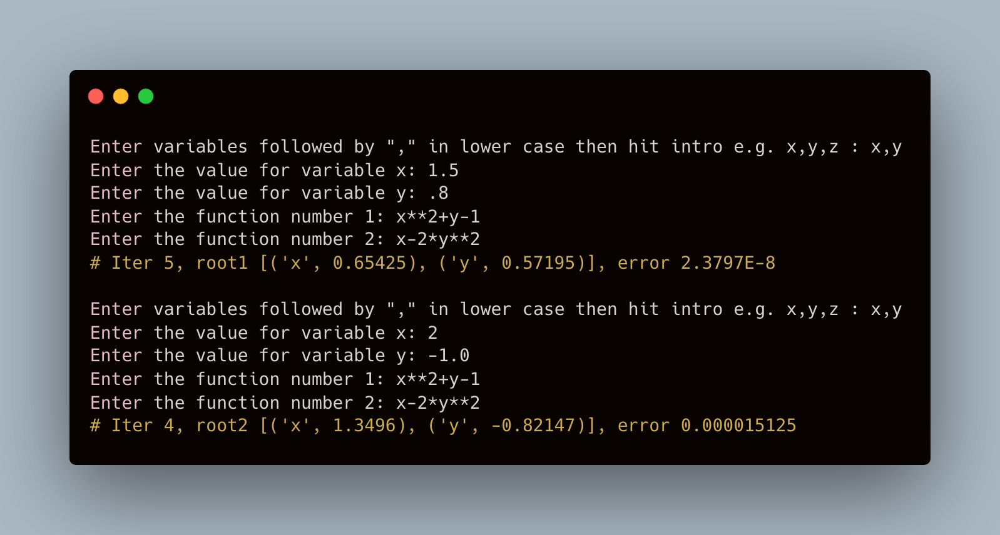 Enter variables followed by "," in lower case then hit intro e.g. x,y,z : x,y
Enter the value for variable x: 1.5
Enter the value for variable y: .8
Enter the function number 1: x**2+y-1
Enter the function number 2: x-2*y**2
# Iter 5, root1 [('x', 0.65425), ('y', 0.57195)], error 2.3797E-8
Enter variables followed by "," in lower case then hit intro e.g. x,y,z : x,y
Enter the value for variable x: 2
Enter the value for variable y: -1.0
Enter the function number 1: x**2+y-1
Enter the function number 2: x-2*y**2
# Iter 4, root2 [('x', 1.3496), ('y', -0.82147)], error 0.000015125